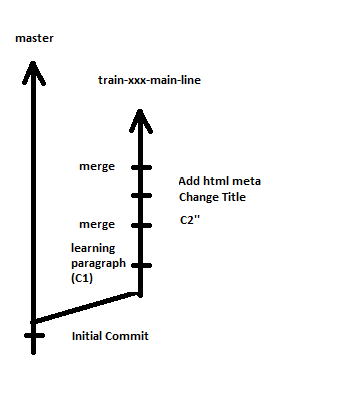 master
train-xxx-main-line
merge
Add html meta
Change Title
C2"
merge
learning
paragraph
(C1)
Initial Commit